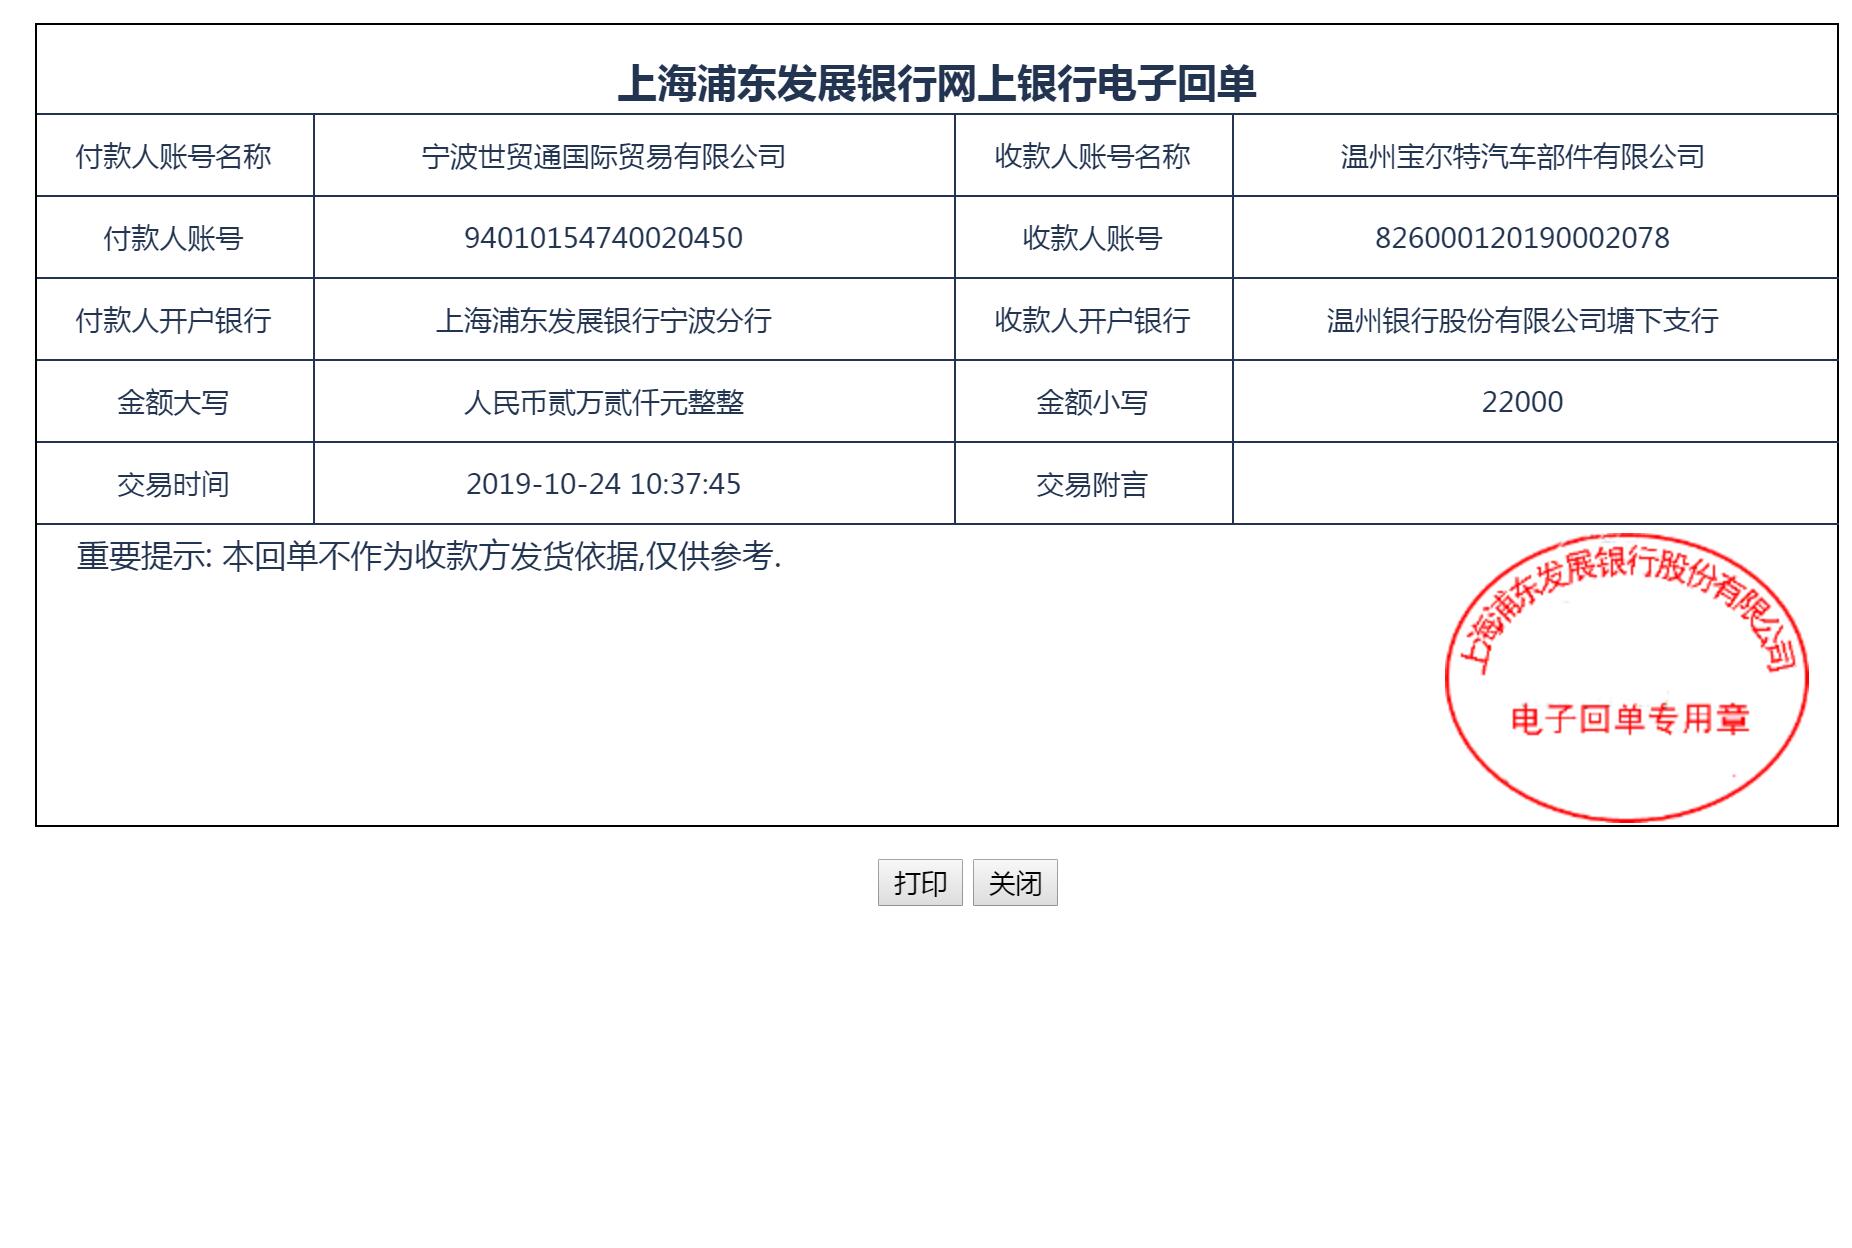 上海浦东发展银行网上银行电子回单
付款人账号名称 宁波世贸通国际贸易有限公司 收款人账号名称 温州宝尔特汽车部件有限公司
付款人账号 94010154740020450 收款人账号 826000120190002078
付款人开户银行 上海浦东发展银行宁波分行 收款人开户银行 温州银行股份有限公司塘下支行
金额大写 人民币贰万贰仟元整整 金额小写 22000
交易时间 2019-10-24 10:37:45 交易附言
重要提示: 本回单不作为收款方发货依据,仅供参考.
上海浦东发展银行股份有限公司
电子回单专用章
打印 关闭